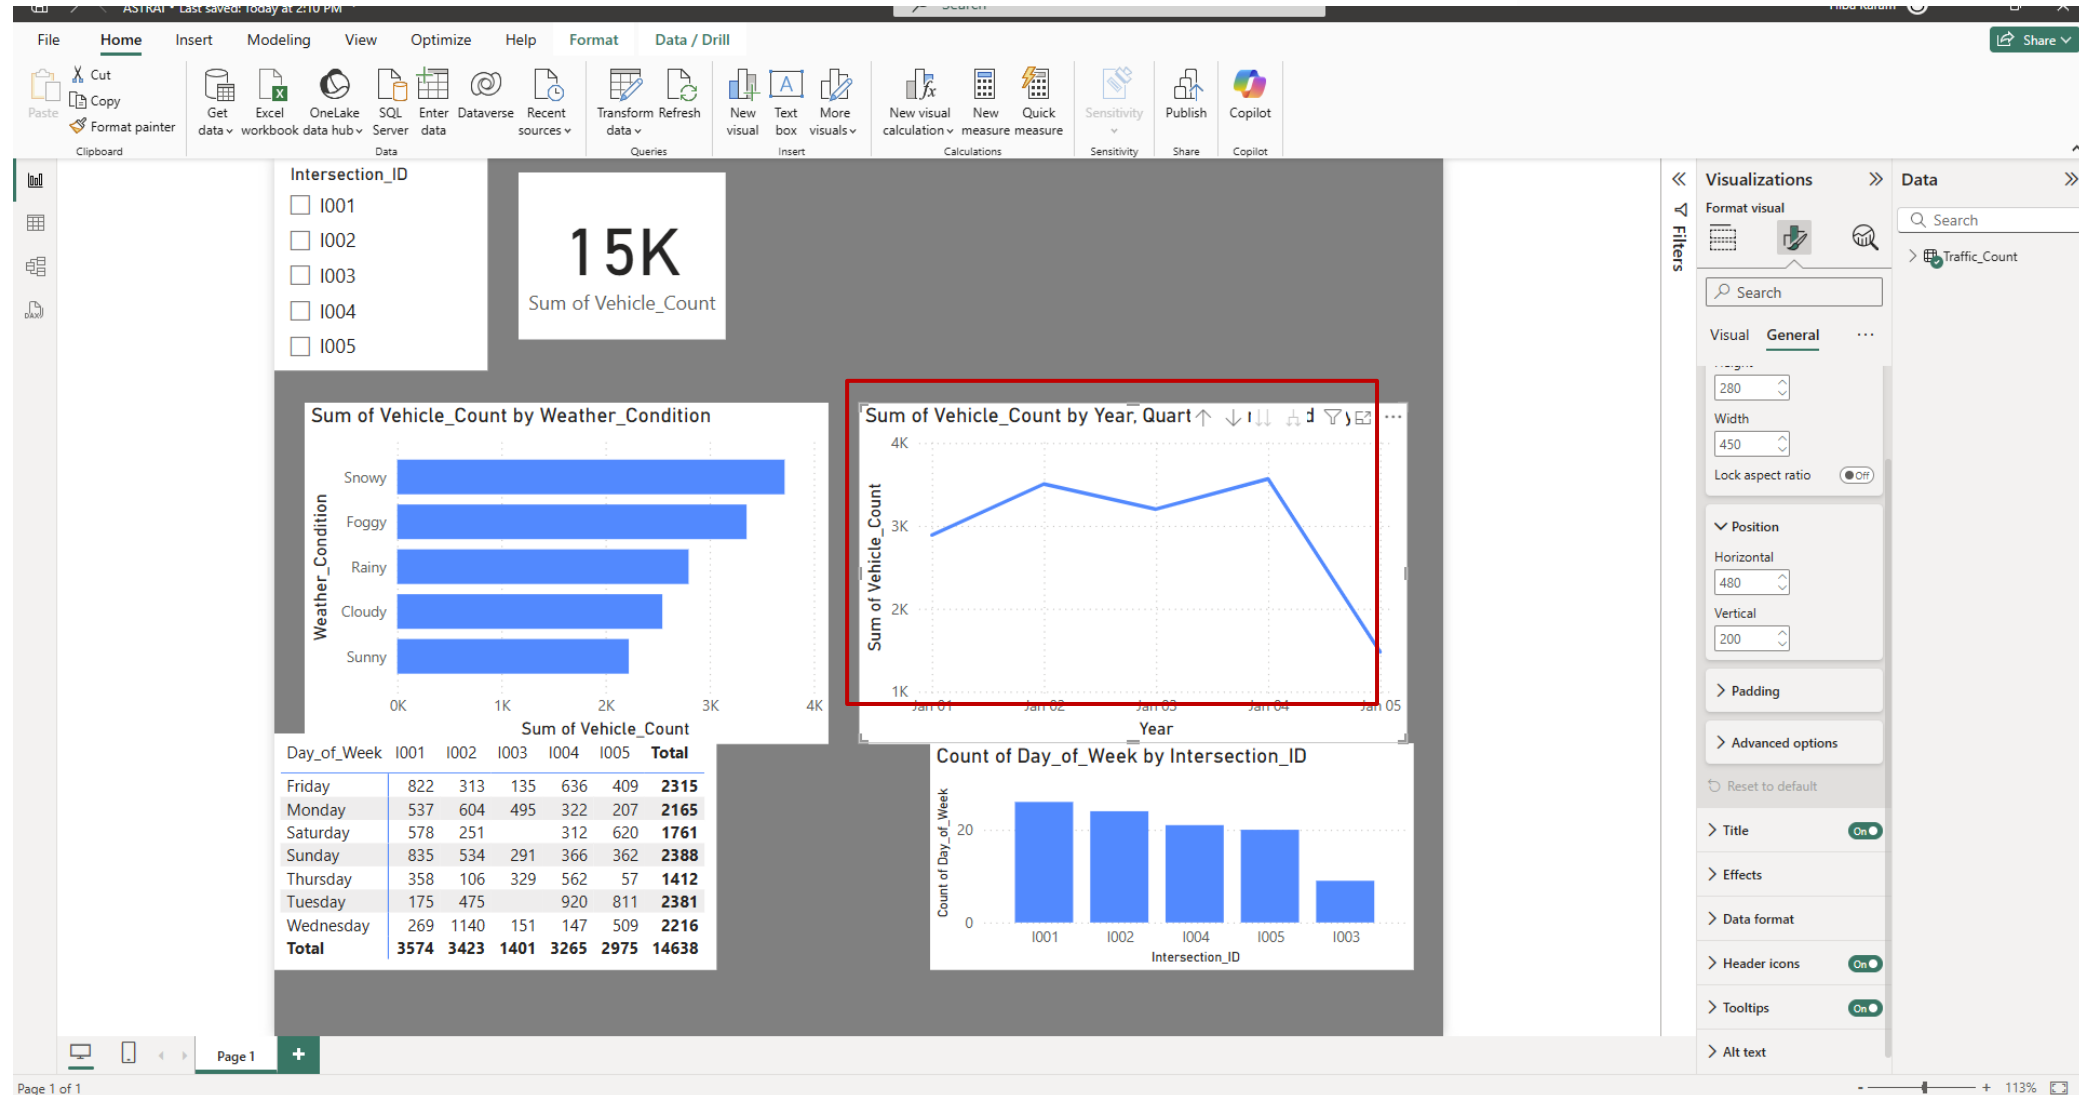 ASTRAI • Last saved: Today at 2:10 PM
Search
Hiba Karam
File Home Insert Modeling View Optimize Help Format Data / Drill
Share
Paste
Cut
Copy
Format painter
Clipboard
Get data
Excel workbook
OneLake data hub
SQL Server
Enter data
Dataverse
Recent sources
Data
Transform data
Refresh
Queries
New visual
Text box
More visuals
Insert
New visual calculation
New measure
Quick measure
Calculations
Sensitivity
Sensitivity
Publish
Share
Copilot
Copilot
DAX
Intersection_ID
I001
I002
I003
I004
I005
15K
Sum of Vehicle_Count
Sum of Vehicle_Count by Weather_Condition
Weather_Condition
Snowy
Foggy
Rainy
Cloudy
Sunny
0K 1K 2K 3K 4K
Sum of Vehicle_Count
Sum of Vehicle_Count by Year, Quart
Sum of Vehicle_Count
4K
3K
2K
1K
Jan 01 Jan 02 Jan 03 Jan 04 Jan 05
Year
Day_of_Week I001 I002 I003 I004 I005 Total
Friday 822 313 135 636 409 2315
Monday 537 604 495 322 207 2165
Saturday 578 251 312 620 1761
Sunday 835 534 291 366 362 2388
Thursday 358 106 329 562 57 1412
Tuesday 175 475 920 811 2381
Wednesday 269 1140 151 147 509 2216
Total 3574 3423 1401 3265 2975 14638
Count of Day_of_Week by Intersection_ID
Count of Day_of_Week
20
0
I001 I002 I004 I005 I003
Intersection_ID
Filters
Visualizations
Format visual
Search
Visual General
Height
280
Width
450
Lock aspect ratio Off
Position
Horizontal
480
Vertical
200
Padding
Advanced options
Reset to default
Title On
Effects
Data format
Header icons On
Tooltips On
Alt text
Data
Search
Traffic_Count
Page 1
Page 1 of 1
- + 113%